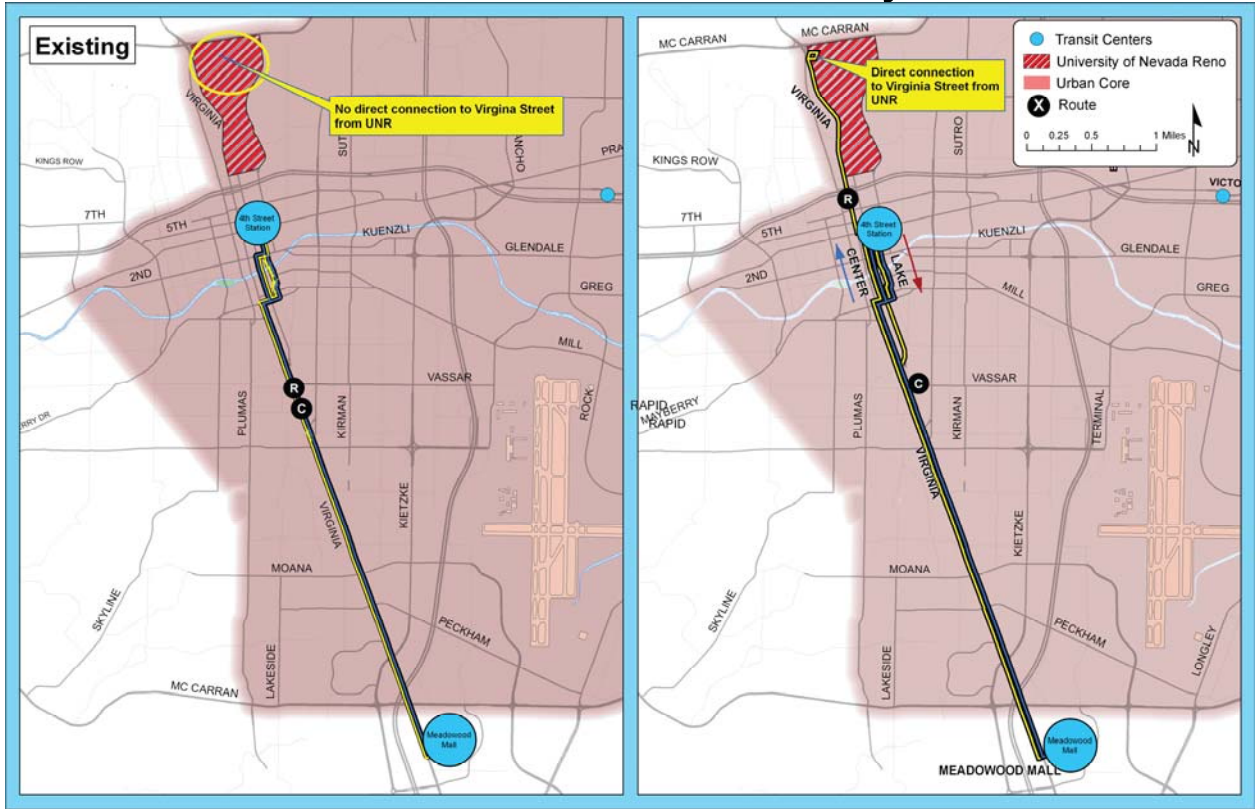 Existing
No direct connection to Virgina Street
from UNR
VIRGINIA
SUTRO
KINGS ROW
7TH
5TH
4th Street
Station
KUENZLI
2ND
GLENDALE
GREG
MILL
VASSAR
R
C
PLUMAS
KIRMAN
ROCK
VIRGINIA
KIETZKE
MOANA
SKYLINE
PECKHAM
LAKESIDE
MC CARRAN
Meadowood
Mall
MC CARRAN
MC CARRAN
Direct connection
to Virginia Street from
UNR
VIRGINIA
Transit Centers
University of Nevada Reno
Urban Core
X Route
0 0.25 0.5 1 Miles
N
SUTRO
KINGS ROW
R
7TH
5TH
4th Street
Station
KUENZLI
2ND
CENTER
LAKE
GLENDALE
GREG
MILL
VASSAR
C
RAPID
MAYBERRY
RAPID
PLUMAS
KIRMAN
TERMINAL
VIRGINIA
KIETZKE
MOANA
SKYLINE
PECKHAM
LAKESIDE
LONGLEY
MC CARRAN
Meadowood
Mall
MEADOWOOD MALL